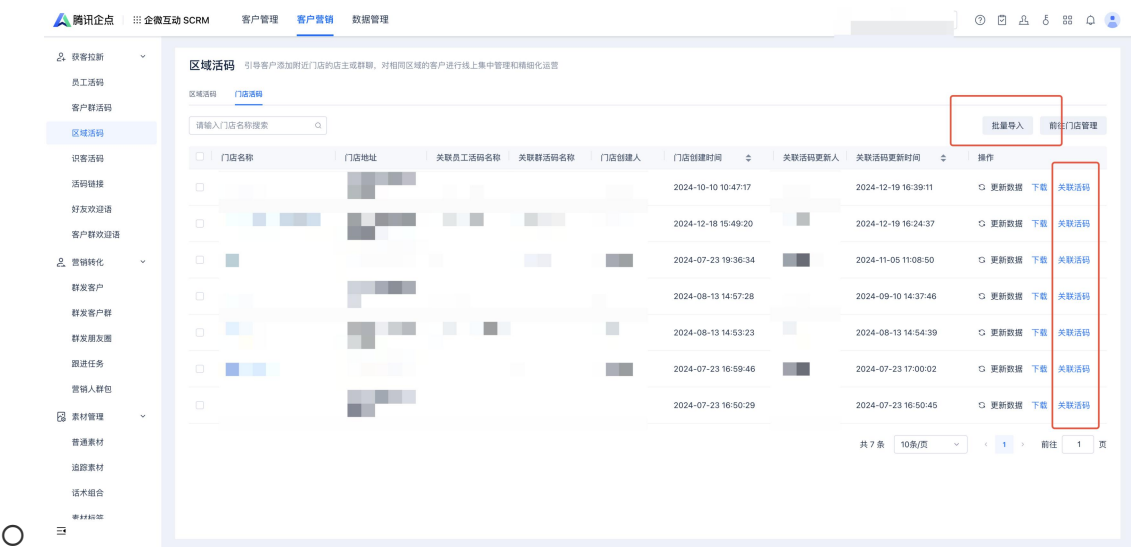 腾讯企点 企微互动 SCRM 客户管理 客户营销 数据管理
获客拉新
员工活码
客户群活码
区域活码
识客活码
活码链接
好友欢迎语
客户群欢迎语
营销转化
群发客户
群发客户群
群发朋友圈
跟进任务
营销人群包
素材管理
普通素材
追踪素材
话术组合
素材标签
区域活码 引导客户添加附近门店的店主或群聊,对相同区域的客户进行线上集中管理和精细化运营
区域活码 门店活码
请输入门店名称搜索 批量导入 前往门店管理
门店名称 门店地址 关联员工活码名称 关联群活码名称 门店创建人 门店创建时间 关联活码更新人 关联活码更新时间 操作
2024-10-10 10:47:17 2024-12-19 16:39:11 更新数据 下载 关联活码
2024-12-18 15:49:20 2024-12-19 16:24:37 更新数据 下载 关联活码
2024-07-23 19:36:34 2024-11-05 11:08:50 更新数据 下载 关联活码
2024-08-13 14:57:28 2024-09-10 14:37:46 更新数据 下载 关联活码
2024-08-13 14:53:23 2024-08-13 14:54:39 更新数据 下载 关联活码
2024-07-23 16:59:46 2024-07-23 17:00:02 更新数据 下载 关联活码
2024-07-23 16:50:29 2024-07-23 16:50:45 更新数据 下载 关联活码
共 7 条 10条/页 1 前往 1 页